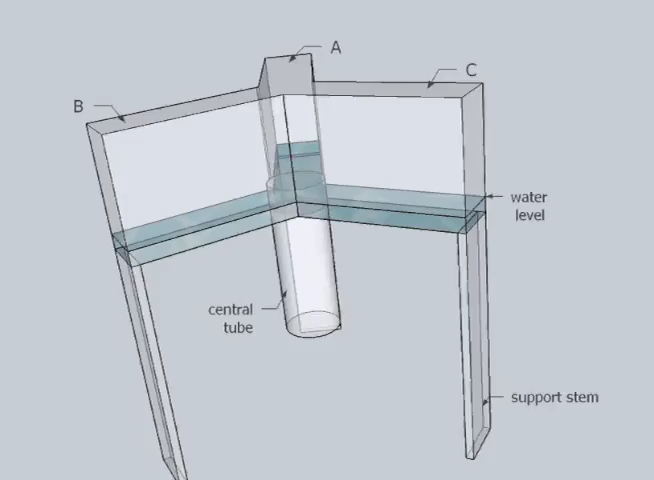 A
C
B
water
level
central
tube
support stem